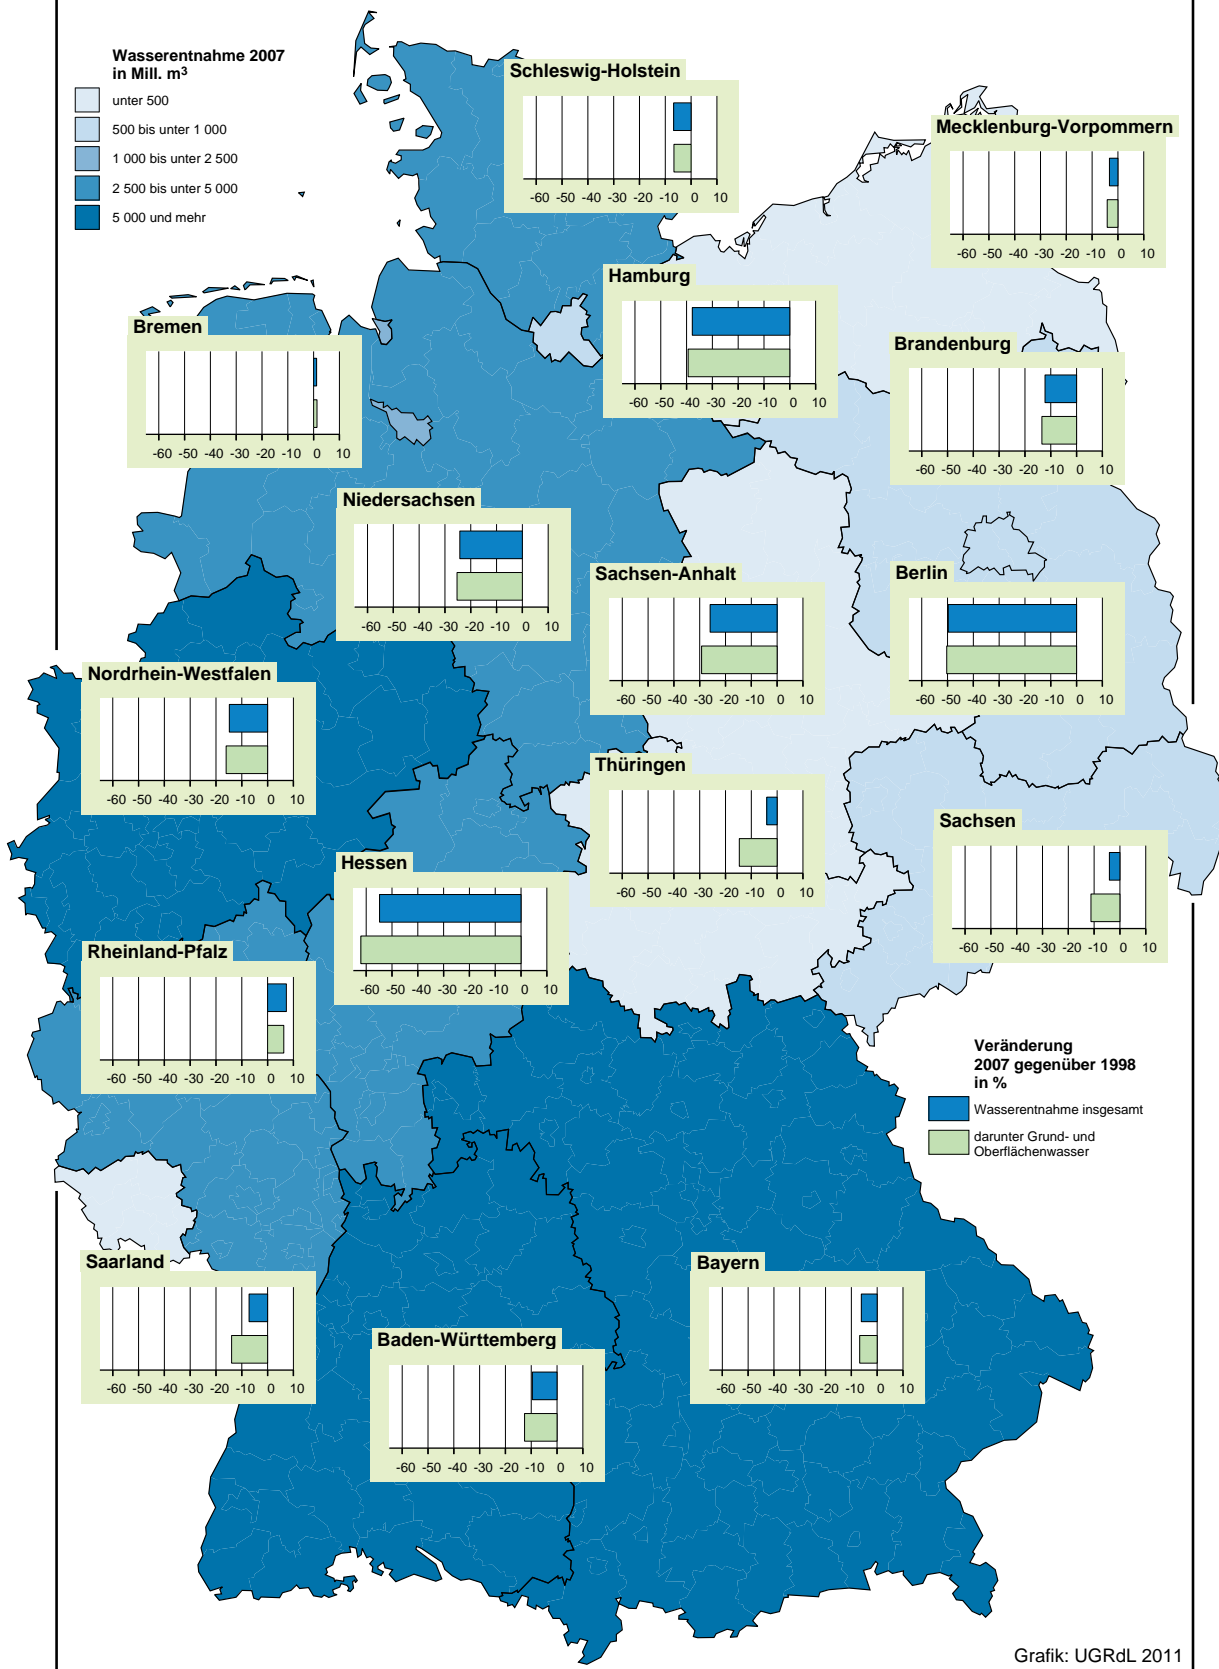 Wasserentnahme 2007
in Mill. m³
unter 500
500 bis unter 1 000
1 000 bis unter 2 500
2 500 bis unter 5 000
5 000 und mehr
Schleswig-Holstein
-60 -50 -40 -30 -20 -10 0 10
Mecklenburg-Vorpommern
-60 -50 -40 -30 -20 -10 0 10
Hamburg
-60 -50 -40 -30 -20 -10 0 10
Bremen
-60 -50 -40 -30 -20 -10 0 10
Brandenburg
-60 -50 -40 -30 -20 -10 0 10
Niedersachsen
-60 -50 -40 -30 -20 -10 0 10
Sachsen-Anhalt
-60 -50 -40 -30 -20 -10 0 10
Berlin
-60 -50 -40 -30 -20 -10 0 10
Nordrhein-Westfalen
-60 -50 -40 -30 -20 -10 0 10
Thüringen
-60 -50 -40 -30 -20 -10 0 10
Sachsen
-60 -50 -40 -30 -20 -10 0 10
Hessen
-60 -50 -40 -30 -20 -10 0 10
Rheinland-Pfalz
-60 -50 -40 -30 -20 -10 0 10
Veränderung
2007 gegenüber 1998
in %
Wasserentnahme insgesamt
darunter Grund- und
Oberflächenwasser
Saarland
-60 -50 -40 -30 -20 -10 0 10
Bayern
-60 -50 -40 -30 -20 -10 0 10
Baden-Württemberg
-60 -50 -40 -30 -20 -10 0 10
Grafik: UGRdL 2011